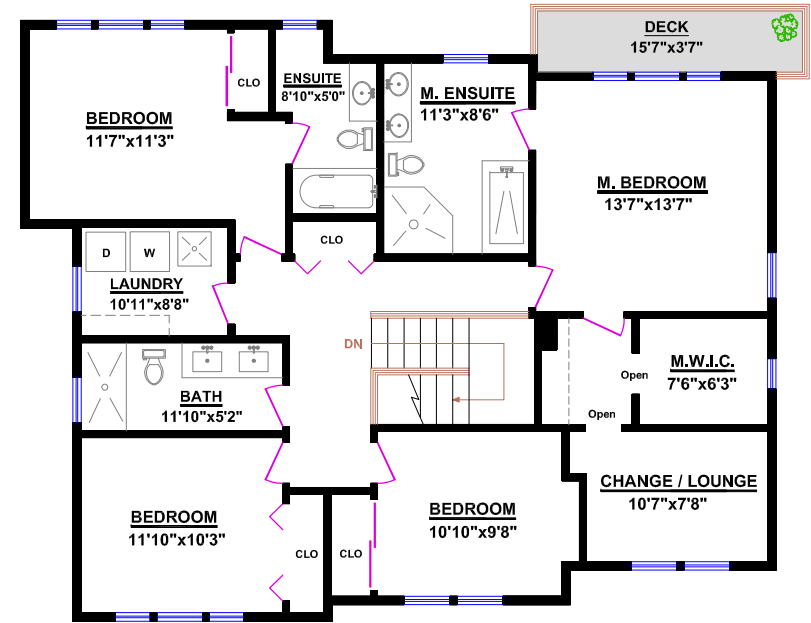 DECK
15'7"x3'7"
CLO
ENSUITE
8'10"x5'0"
M. ENSUITE
11'3"x8'6"
BEDROOM
11'7"x11'3"
M. BEDROOM
13'7"x13'7"
CLO
D
W
LAUNDRY
10'11"x8'8"
DN
M.W.I.C.
7'6"x6'3"
Open
Open
BATH
11'10"x5'2"
CHANGE / LOUNGE
10'7"x7'8"
BEDROOM
11'10"x10'3"
BEDROOM
10'10"x9'8"
CLO
CLO